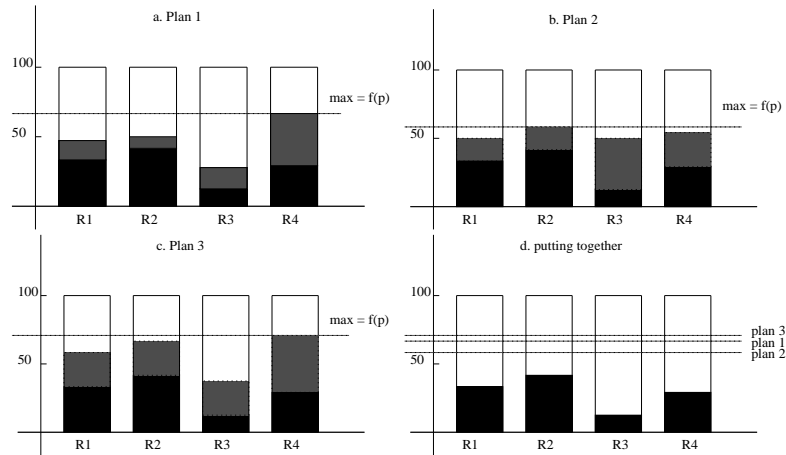 a. Plan 1
100
max = f(p)
50
R1 R2 R3 R4
b. Plan 2
100
max = f(p)
50
R1 R2 R3 R4
c. Plan 3
100
max = f(p)
50
R1 R2 R3 R4
d. putting together
100
plan 3
plan 1
plan 2
50
R1 R2 R3 R4